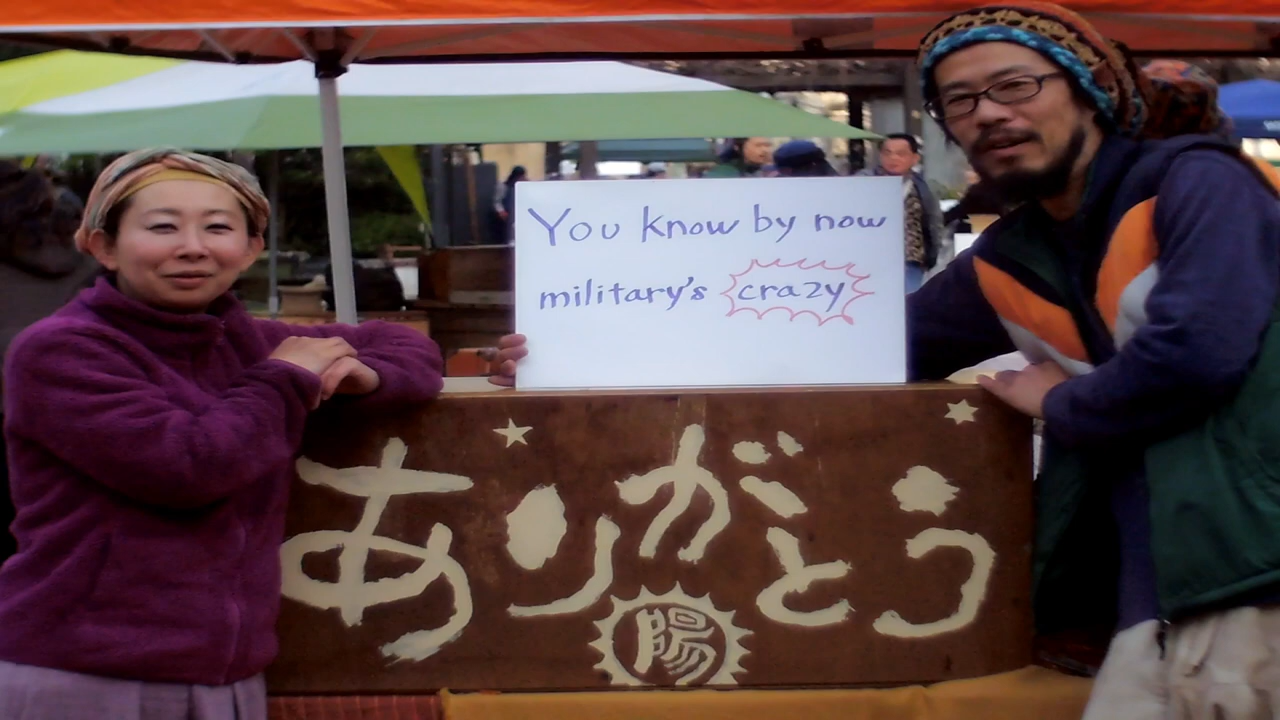 You know by now
military's crazy
ありがとう
陽